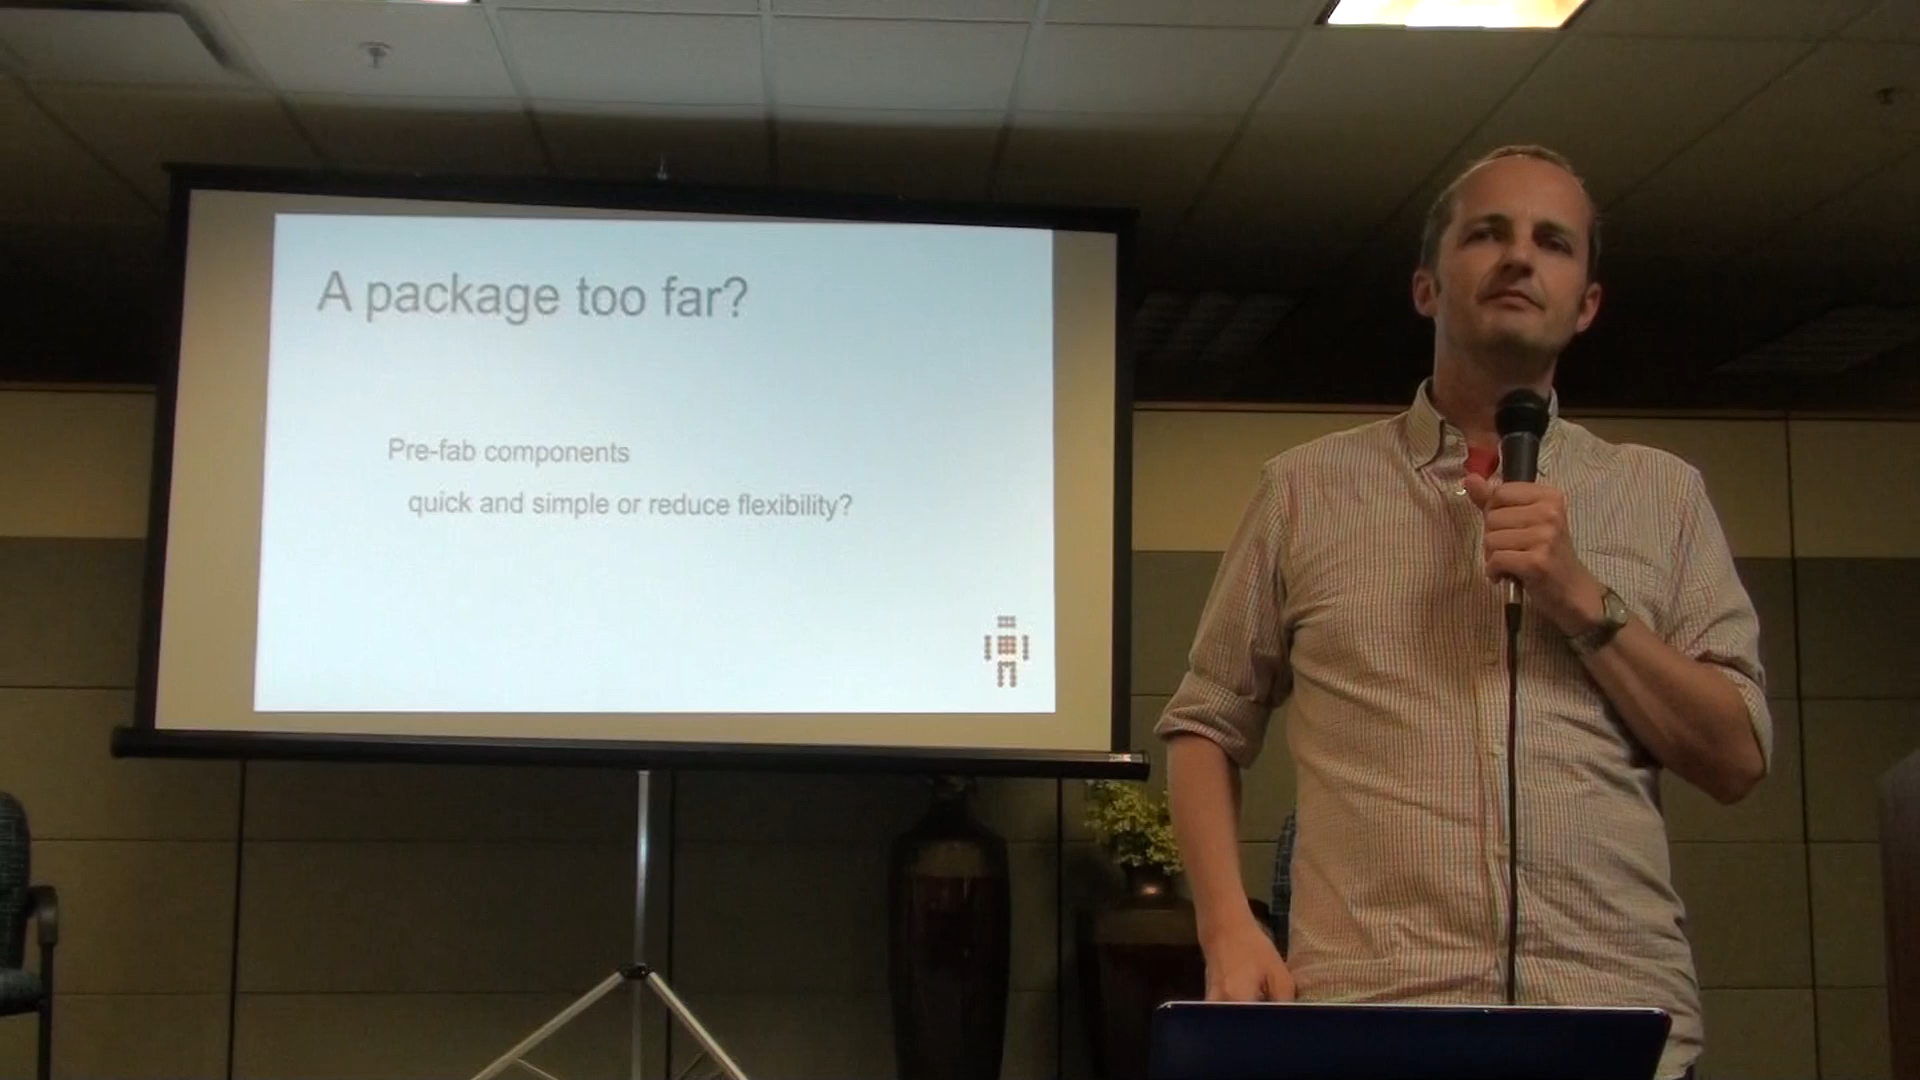 A package too far?
Pre-fab components
quick and simple or reduce flexibility?